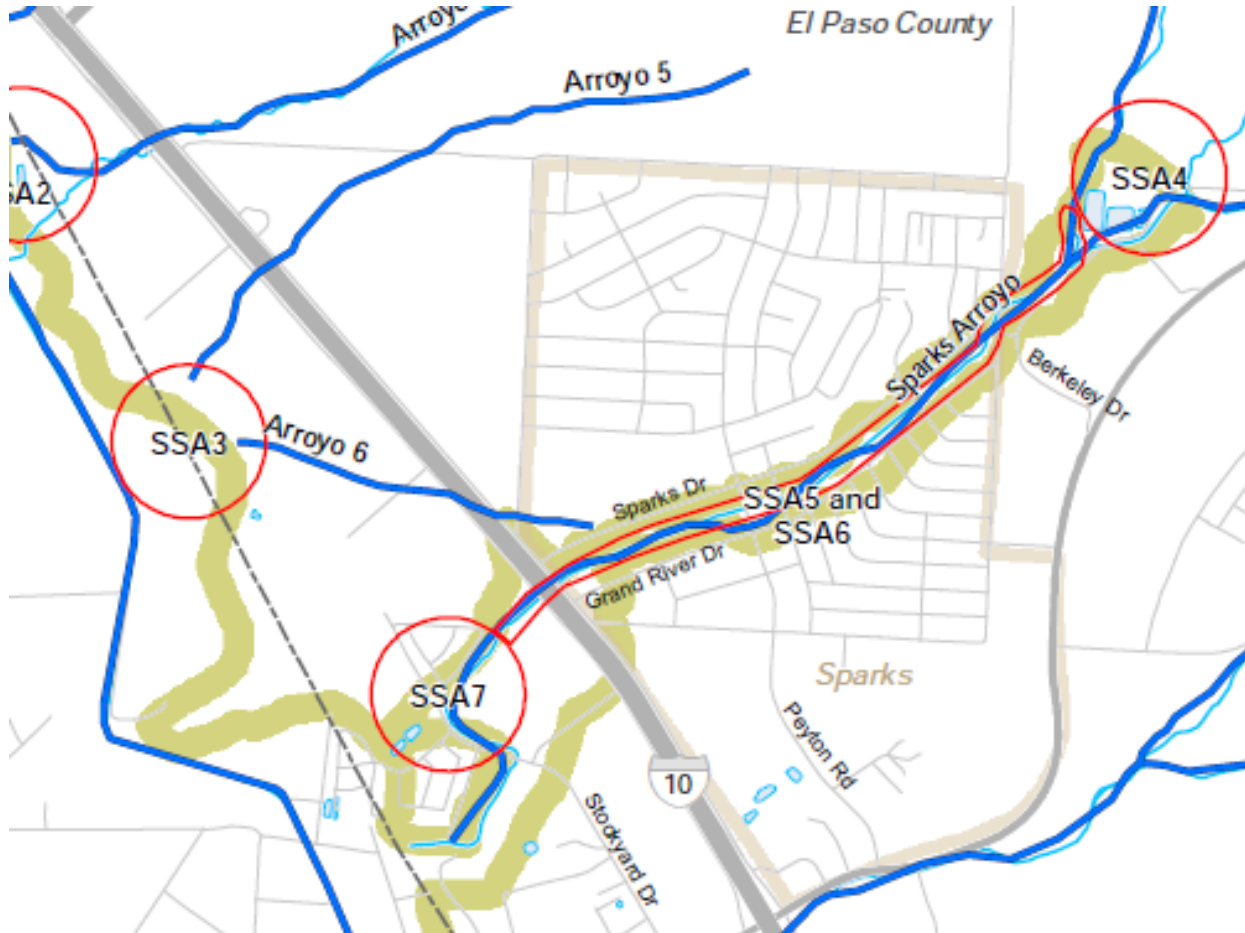 El Paso County
Arroyo
Arroyo 5
SSA4
SA2
Sparks Arroyo
Berkeley Dr
SSA3
Arroyo 6
Sparks Dr
SSA5 and
SSA6
Grand River Dr
Sparks
SSA7
Peyton Rd
10
Stockyard Dr